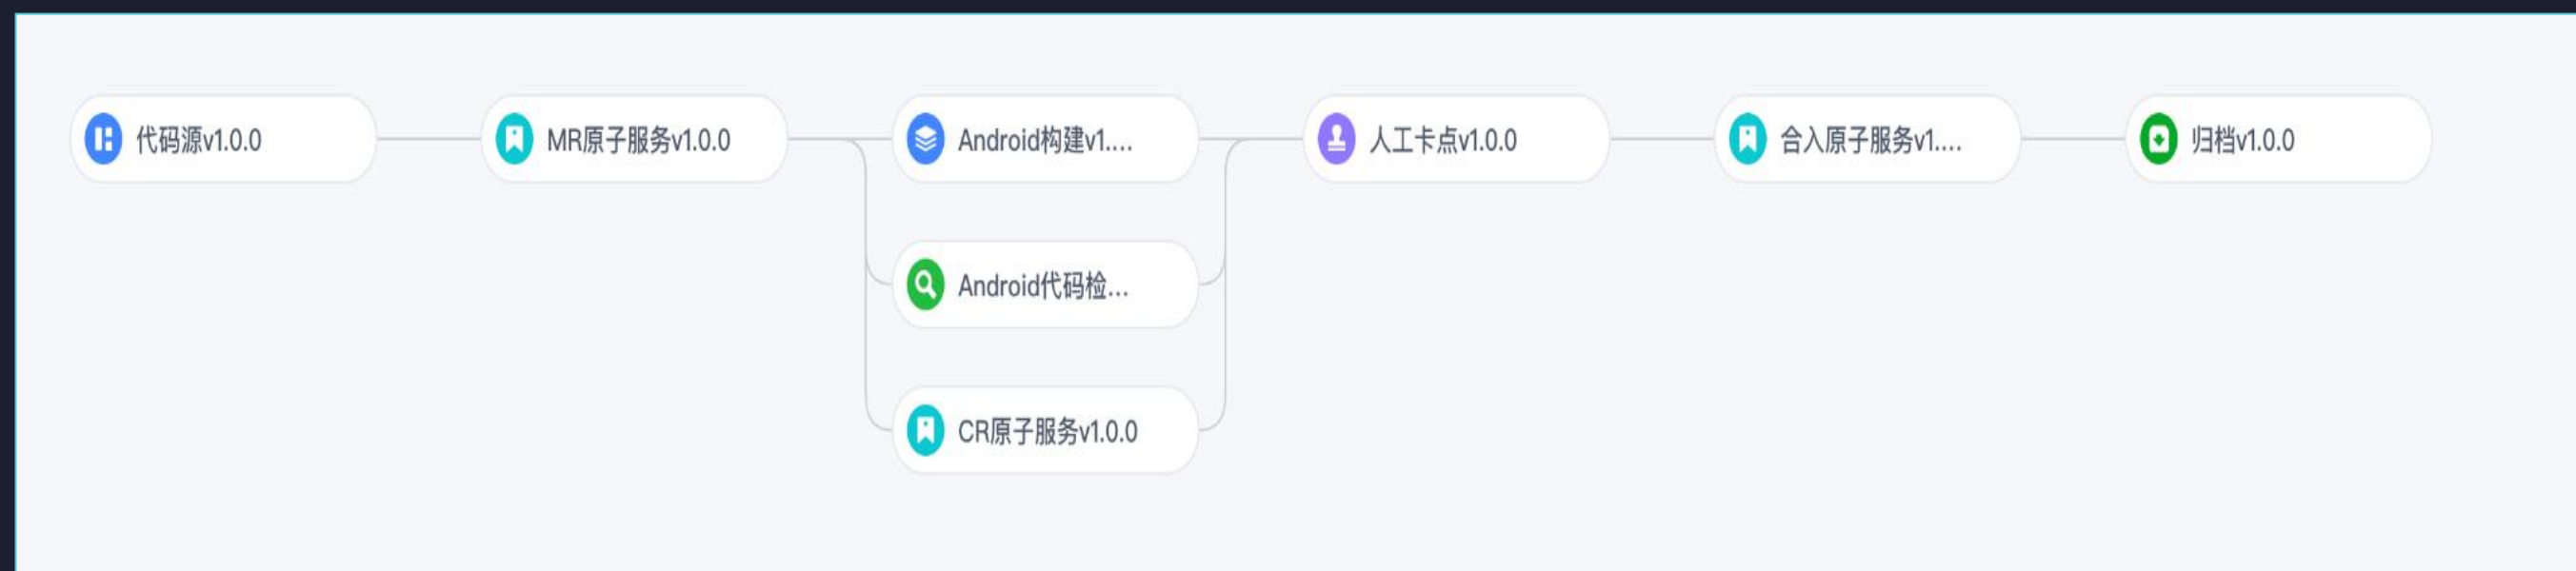 代码源v1.0.0
MR原子服务v1.0.0
Android构建v1....
人工卡点v1.0.0
合入原子服务v1....
归档v1.0.0
Android代码检...
CR原子服务v1.0.0